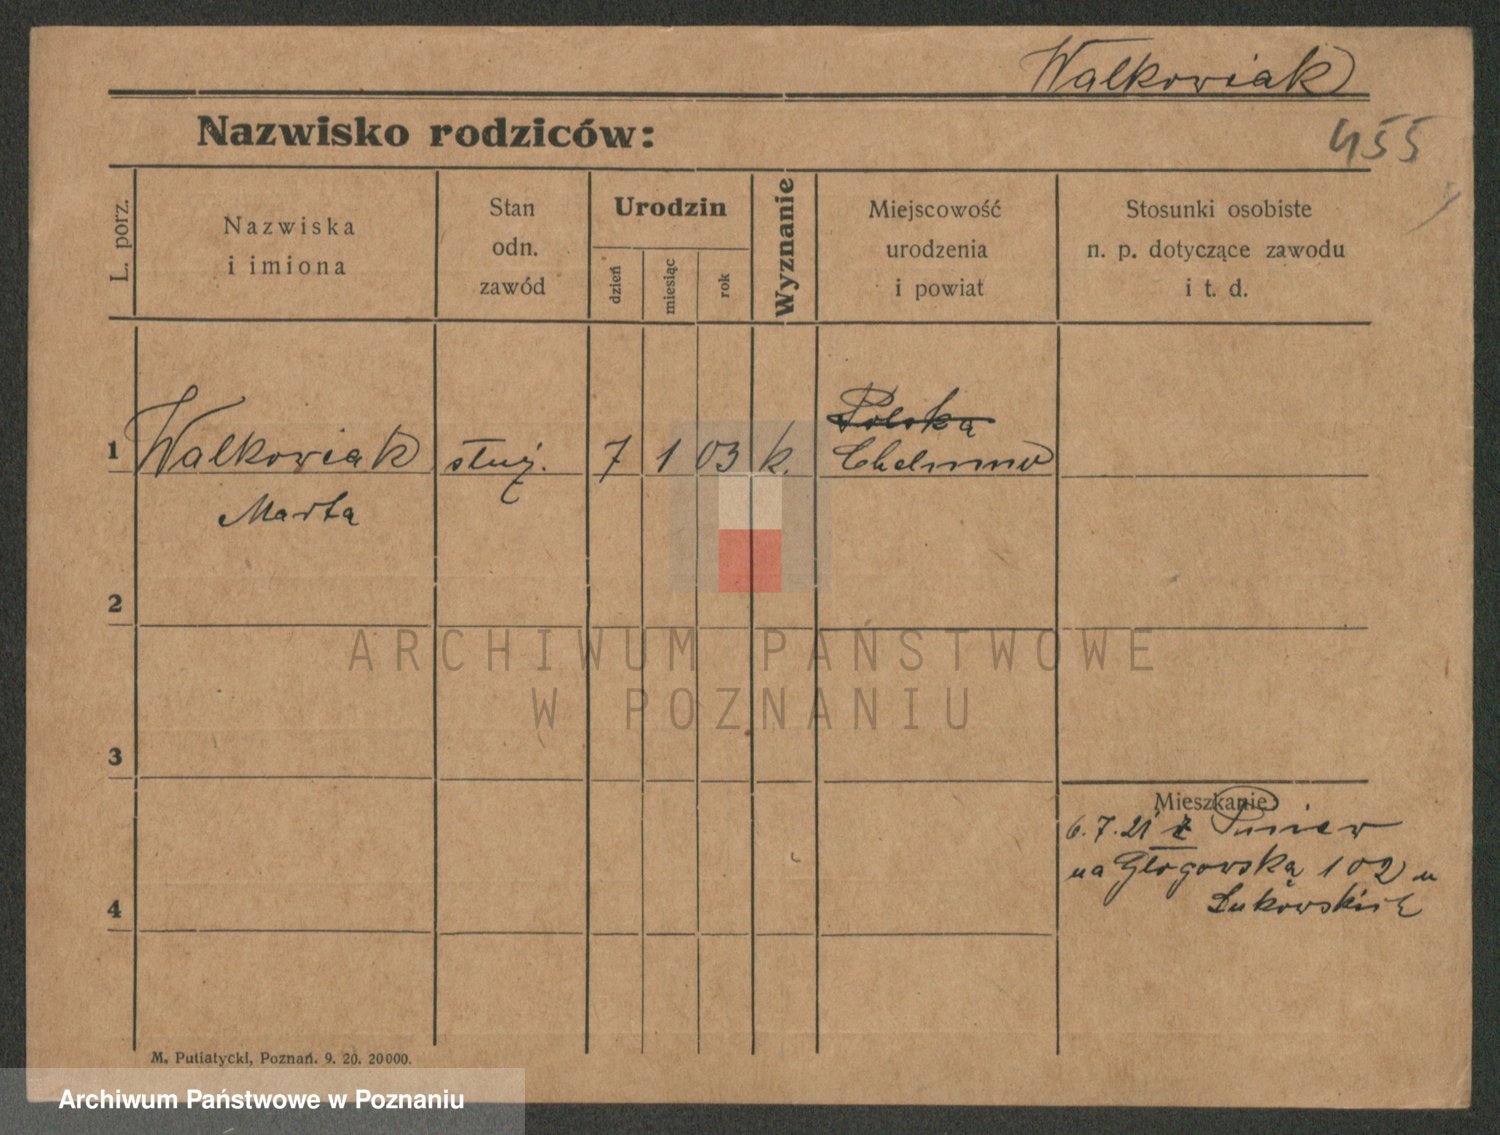 Walkowiak
Nazwisko rodziców:
455
L. porz.
Nazwiska
i imiona
Stan
odn.
zawód
Urodzin
dzień
miesiąc
rok
Wyznanie
Miejscowość
urodzenia
i powiat
Stosunki osobiste
n. p. dotyczące zawodu
i t. d.
Polska
1 Walkowiak służ. 7 1 03 k. Chełmno
Marta
2
3
4
Mieszkanie
6.7.21 z Pniew
na Głogowska 102 u
M. Putiatycki, Poznań. 9. 20. 20000.
ARCHIWUM PAŃSTWOWE
W POZNANIU
Archiwum Państwowe w Poznaniu